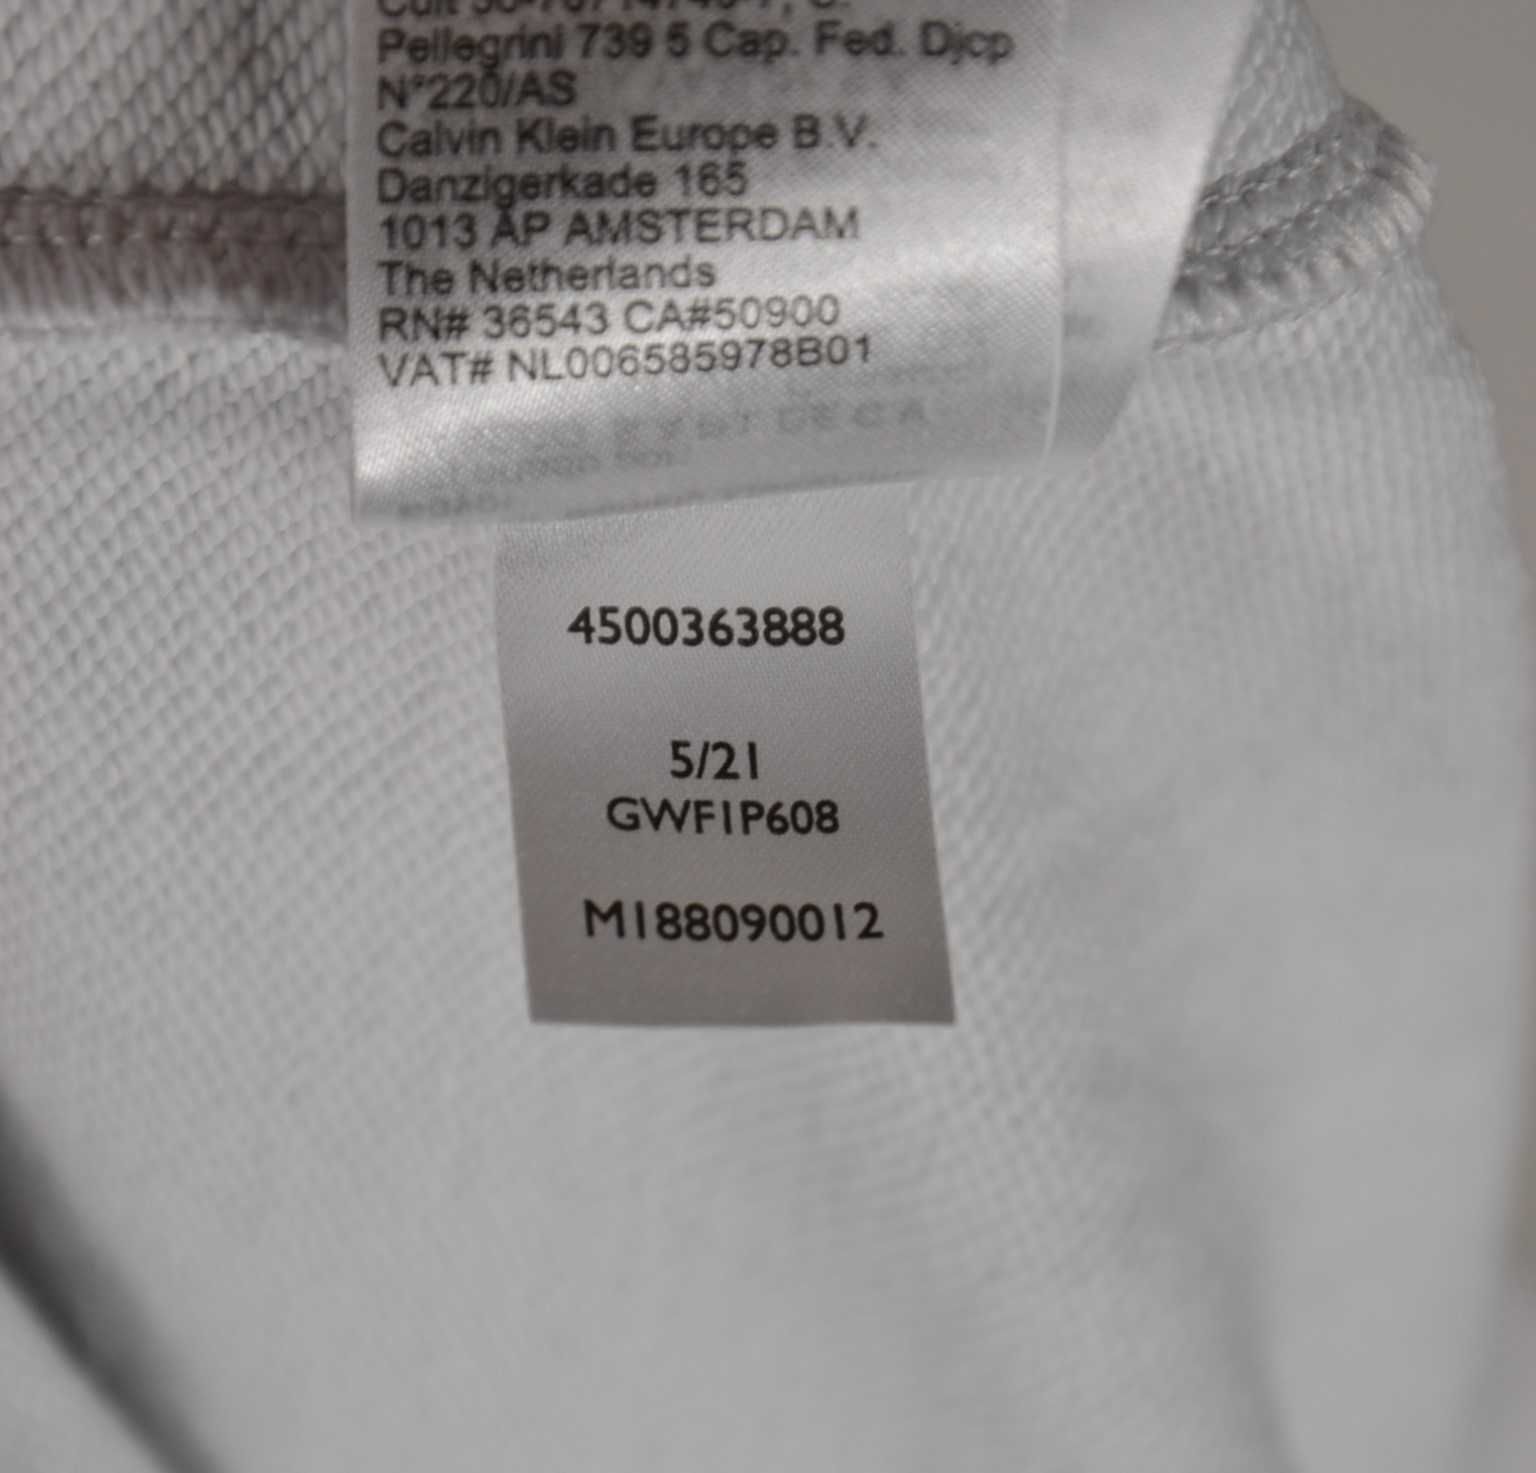 Pellegrini 739 5 Cap. Fed. Djcp
N°220/AS
Calvin Klein Europe B.V.
Danzigerkade 165
1013 AP AMSTERDAM
The Netherlands
RN# 36543 CA#50900
VAT# NL006585978B01
4500363888
5/21
GWF1P608
M188090012